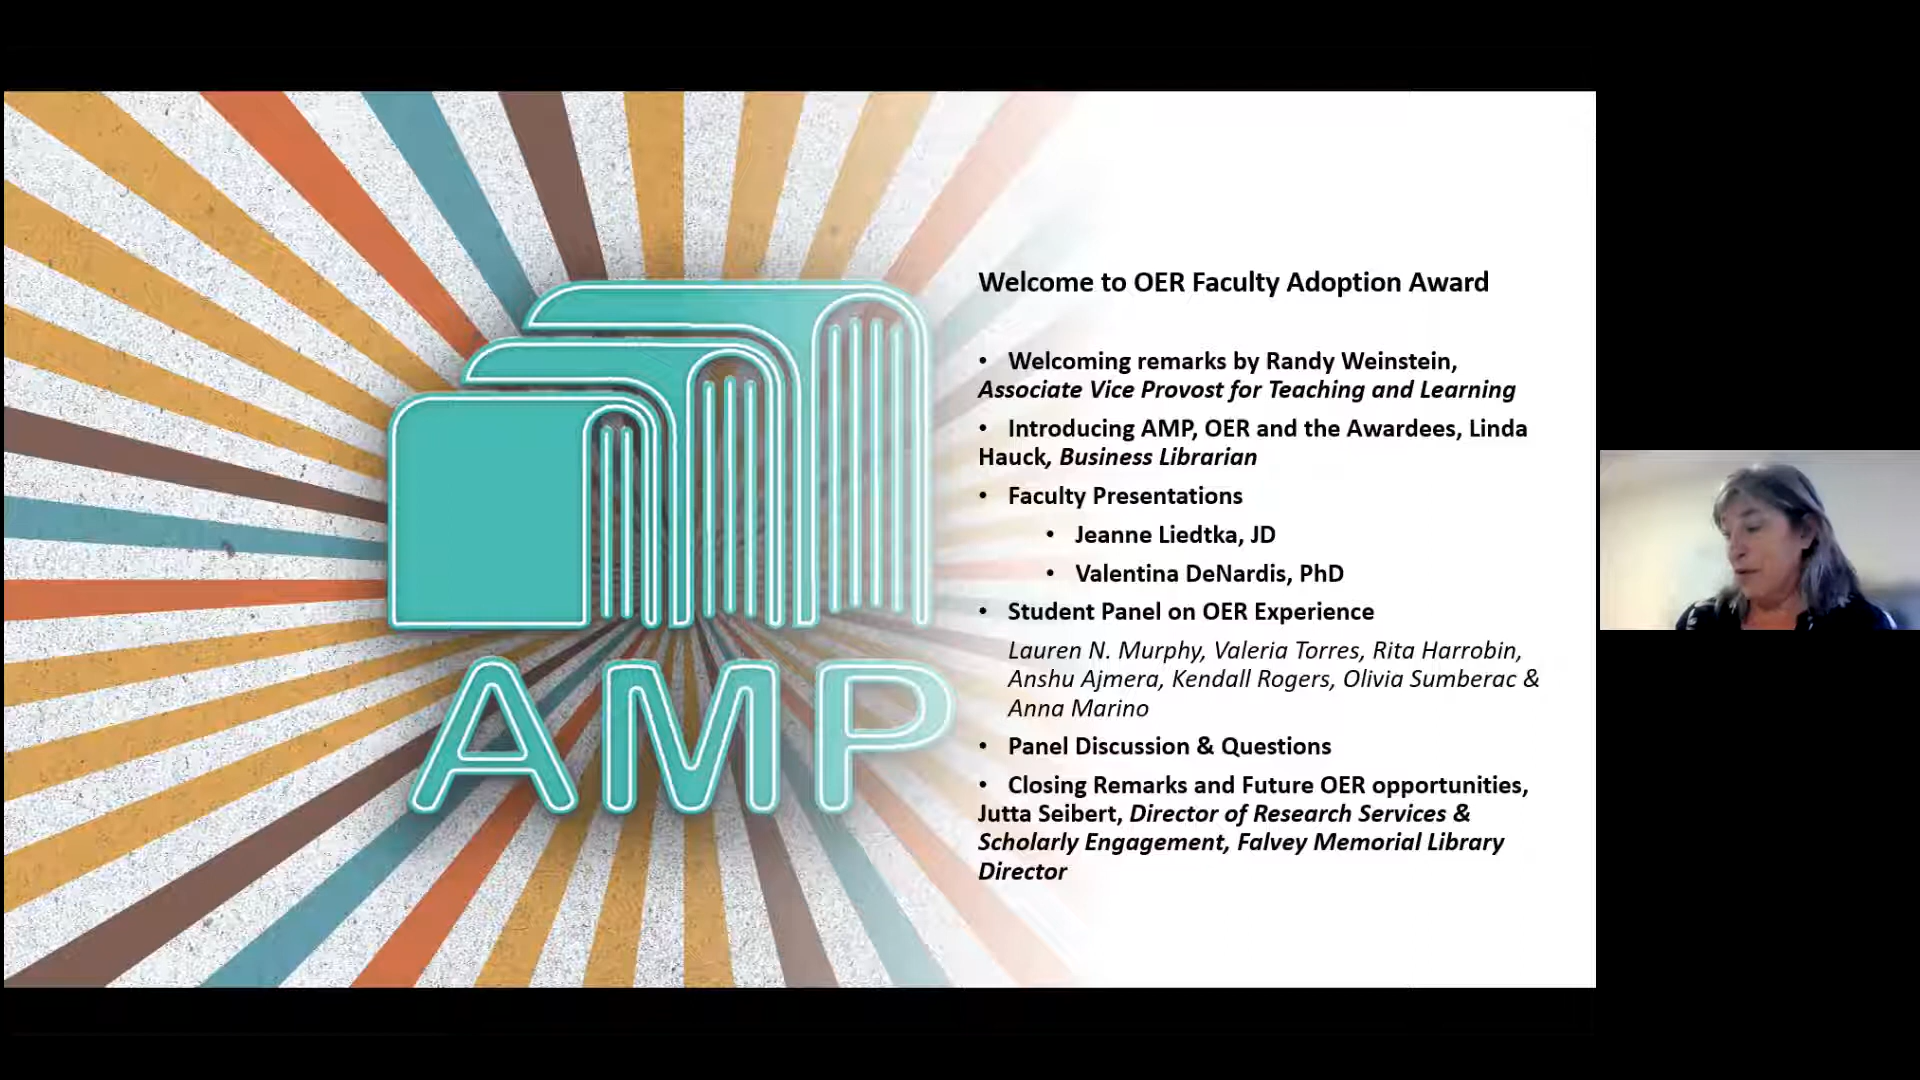 Welcome to OER Faculty Adoption Award
• Welcoming remarks by Randy Weinstein,
Associate Vice Provost for Teaching and Learning
• Introducing AMP, OER and the Awardees, Linda
Hauck, Business Librarian
• Faculty Presentations
• Jeanne Liedtka, JD
• Valentina DeNardis, PhD
• Student Panel on OER Experience
Lauren N. Murphy, Valeria Torres, Rita Harrobin,
Anshu Ajmera, Kendall Rogers, Olivia Sumberac &
Anna Marino
• Panel Discussion & Questions
• Closing Remarks and Future OER opportunities,
Jutta Seibert, Director of Research Services &
Scholarly Engagement, Falvey Memorial Library
Director
AMP